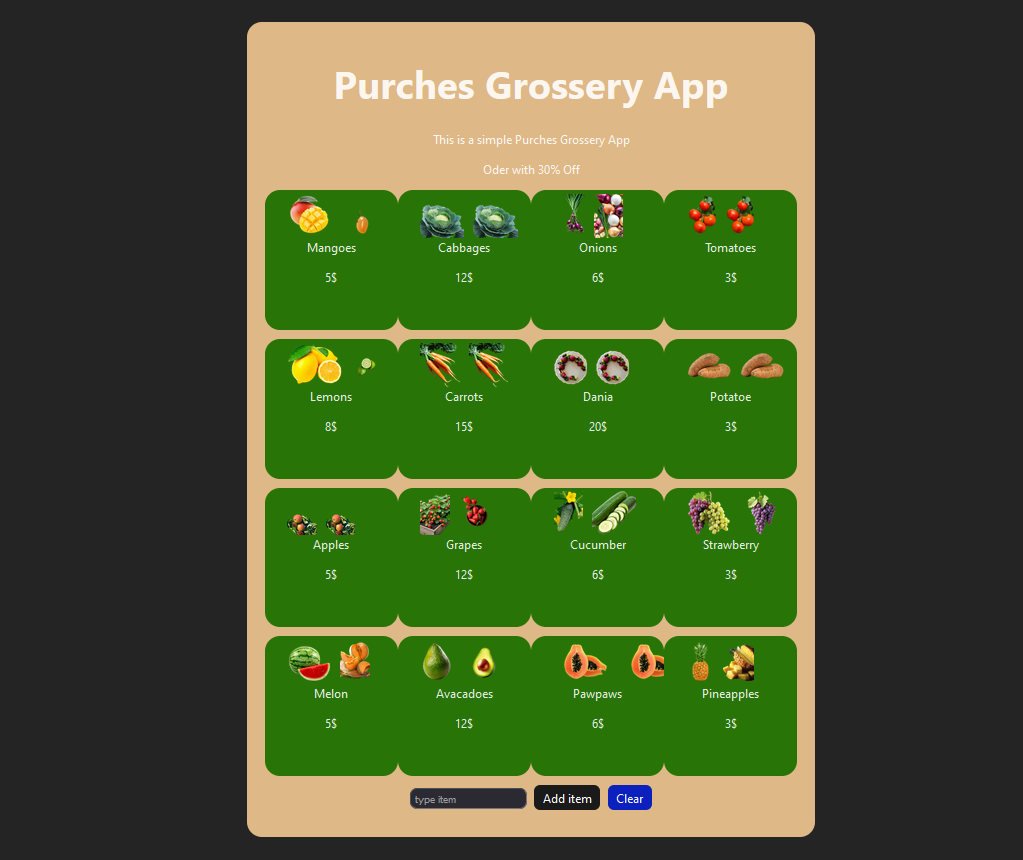 Purches Grossery App
This is a simple Purches Grossery App
Oder with 30% Off
Mangoes
5$
Cabbages
12$
Onions
6$
Tomatoes
3$
Lemons
8$
Carrots
15$
Dania
20$
Potatoe
3$
Apples
5$
Grapes
12$
Cucumber
6$
Strawberry
3$
Melon
5$
Avacadoes
12$
Pawpaws
6$
Pineapples
3$
type item
Add item
Clear